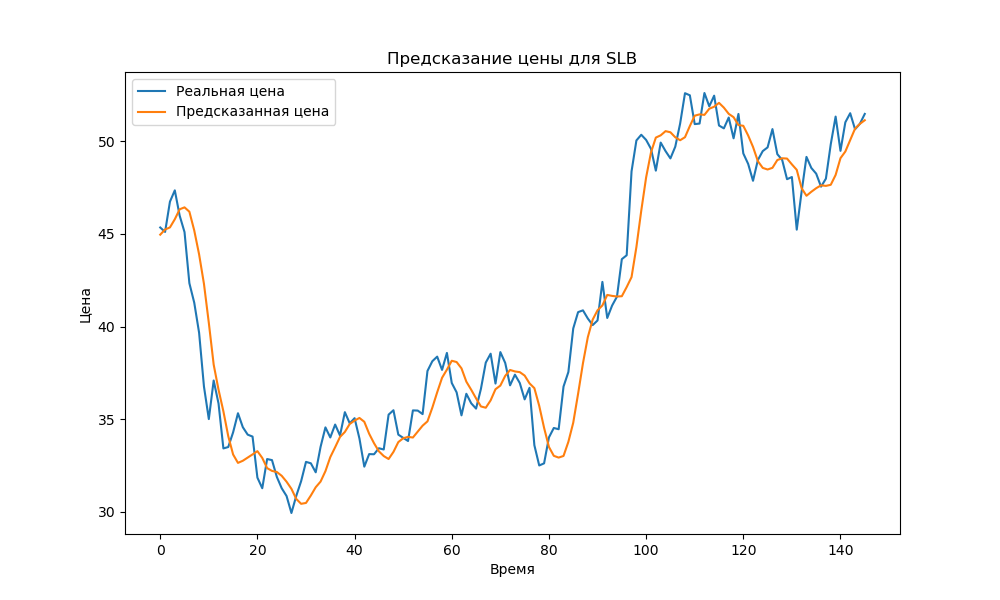 Предсказание цены для SLB
Реальная цена
Предсказанная цена
Цена
50
45
40
35
30
0 20 40 60 80 100 120 140
Время